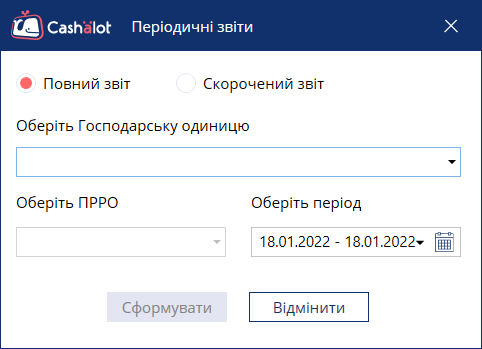 Cashalot Періодичні звіти
Повний звіт Скорочений звіт
Оберіть Господарську одиницю
Оберіть ПРРО Оберіть період
18.01.2022 - 18.01.2022
Сформувати Відмінити